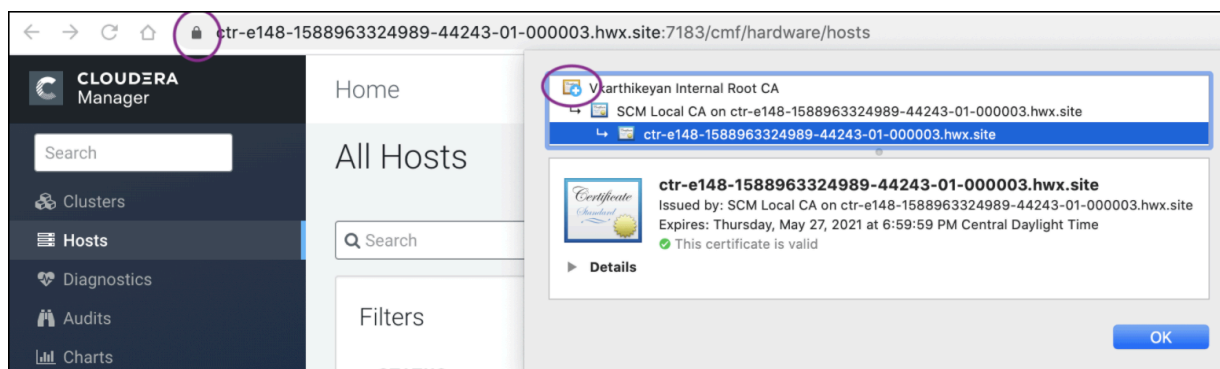 ctr-e148-1588963324989-44243-01-000003.hwx.site:7183/cmf/hardware/hosts
CLOUDERA
Manager
Search
Clusters
Hosts
Diagnostics
Audits
Charts
Home
All Hosts
Search
Filters
Vkarthikeyan Internal Root CA
SCM Local CA on ctr-e148-1588963324989-44243-01-000003.hwx.site
ctr-e148-1588963324989-44243-01-000003.hwx.site
Certificate
Standard
ctr-e148-1588963324989-44243-01-000003.hwx.site
Issued by: SCM Local CA on ctr-e148-1588963324989-44243-01-000003.hwx.site
Expires: Thursday, May 27, 2021 at 6:59:59 PM Central Daylight Time
This certificate is valid
Details
OK